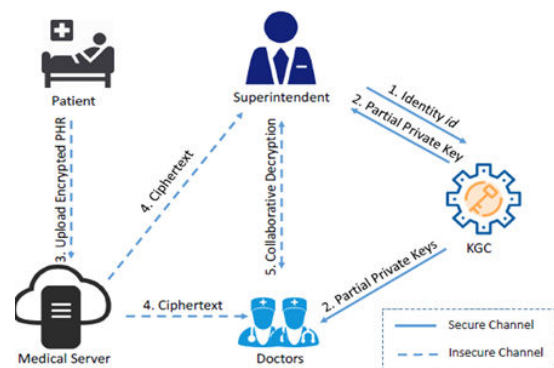 Patient
Superintendent
1. Identity id
2. Partial Private Key
3. Upload Encrypted PHR
4. Ciphertext
5. Collaborative Decryption
KGC
4. Ciphertext
2. Partial Private Keys
Medical Server
Doctors
Secure Channel
Insecure Channel